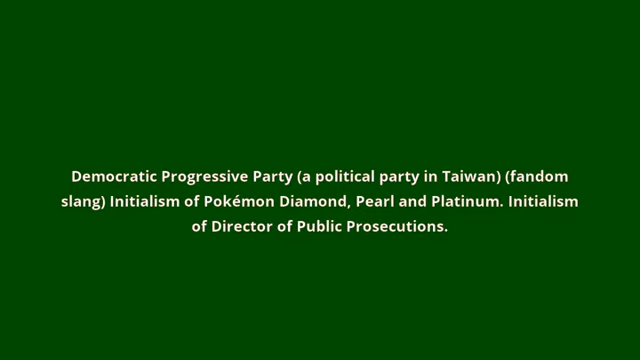 Democratic Progressive Party (a political party in Taiwan) (fandom
slang) Initialism of Pokémon Diamond, Pearl and Platinum. Initialism
of Director of Public Prosecutions.